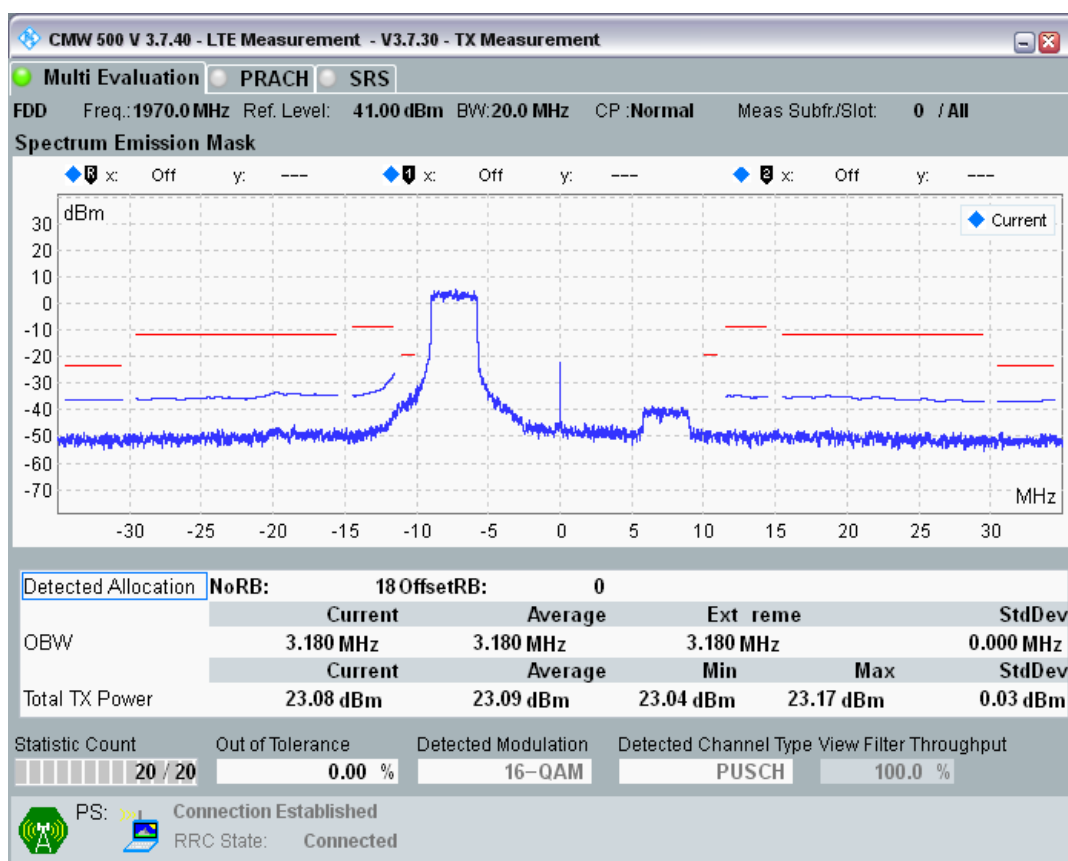 CMW 500 V 3.7.40 - LTE Measurement - V3.7.30 - TX Measurement
Multi Evaluation PRACH SRS
FDD Freq.: 1970.0 MHz Ref. Level: 41.00 dBm BW: 20.0 MHz CP : Normal Meas Subfr./Slot: 0 / All
Spectrum Emission Mask
R x: Off y: --- 1 x: Off y: --- 2 x: Off y: ---
dBm
Current
30
20
10
0
-10
-20
-30
-40
-50
-60
-70
MHz
-30 -25 -20 -15 -10 -5 0 5 10 15 20 25 30
Detected Allocation NoRB: 18 OffsetRB: 0
Current Average Ext reme StdDev
OBW 3.180 MHz 3.180 MHz 3.180 MHz 0.000 MHz
Current Average Min Max StdDev
Total TX Power 23.08 dBm 23.09 dBm 23.04 dBm 23.17 dBm 0.03 dBm
Statistic Count Out of Tolerance Detected Modulation Detected Channel Type View Filter Throughput
20 / 20 0.00 % 16-QAM PUSCH 100.0 %
PS: Connection Established
RRC State: Connected